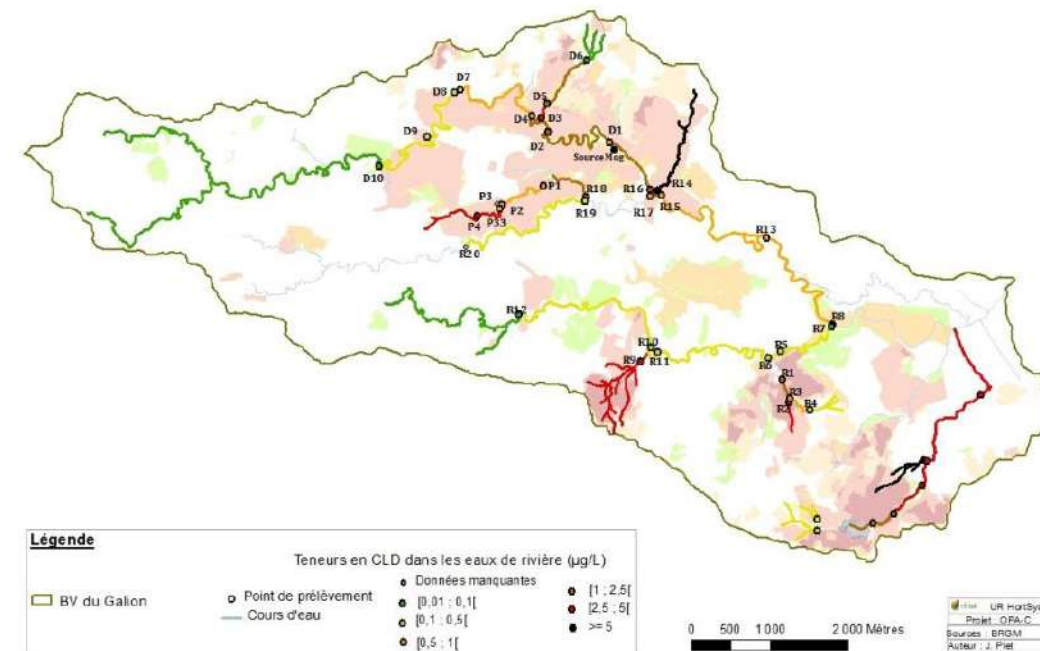 D6
D7
D8
D5
D4
D3
D9
D2
D1
Source Mog
D10
P1
R18
R16
R14
P3
P2
R19
R17
R15
P33
P4
R20
R13
R12
R8
R7
R10
R5
R9
R11
R6
R1
R3
R4
R2
Légende
Teneurs en CLD dans les eaux de rivière (µg/L)
BV du Galion
Point de prélèvement
Cours d'eau
Données manquantes
[0,01 ; 0,1[
[0,1 ; 0,5[
[0,5 ; 1[
[1 ; 2,5[
[2,5 ; 5[
>= 5
0 500 1 000 2 000 Mètres
UR HortSys
Projet : OPA-C
Sources : BRGM
Auteur : J. Piet